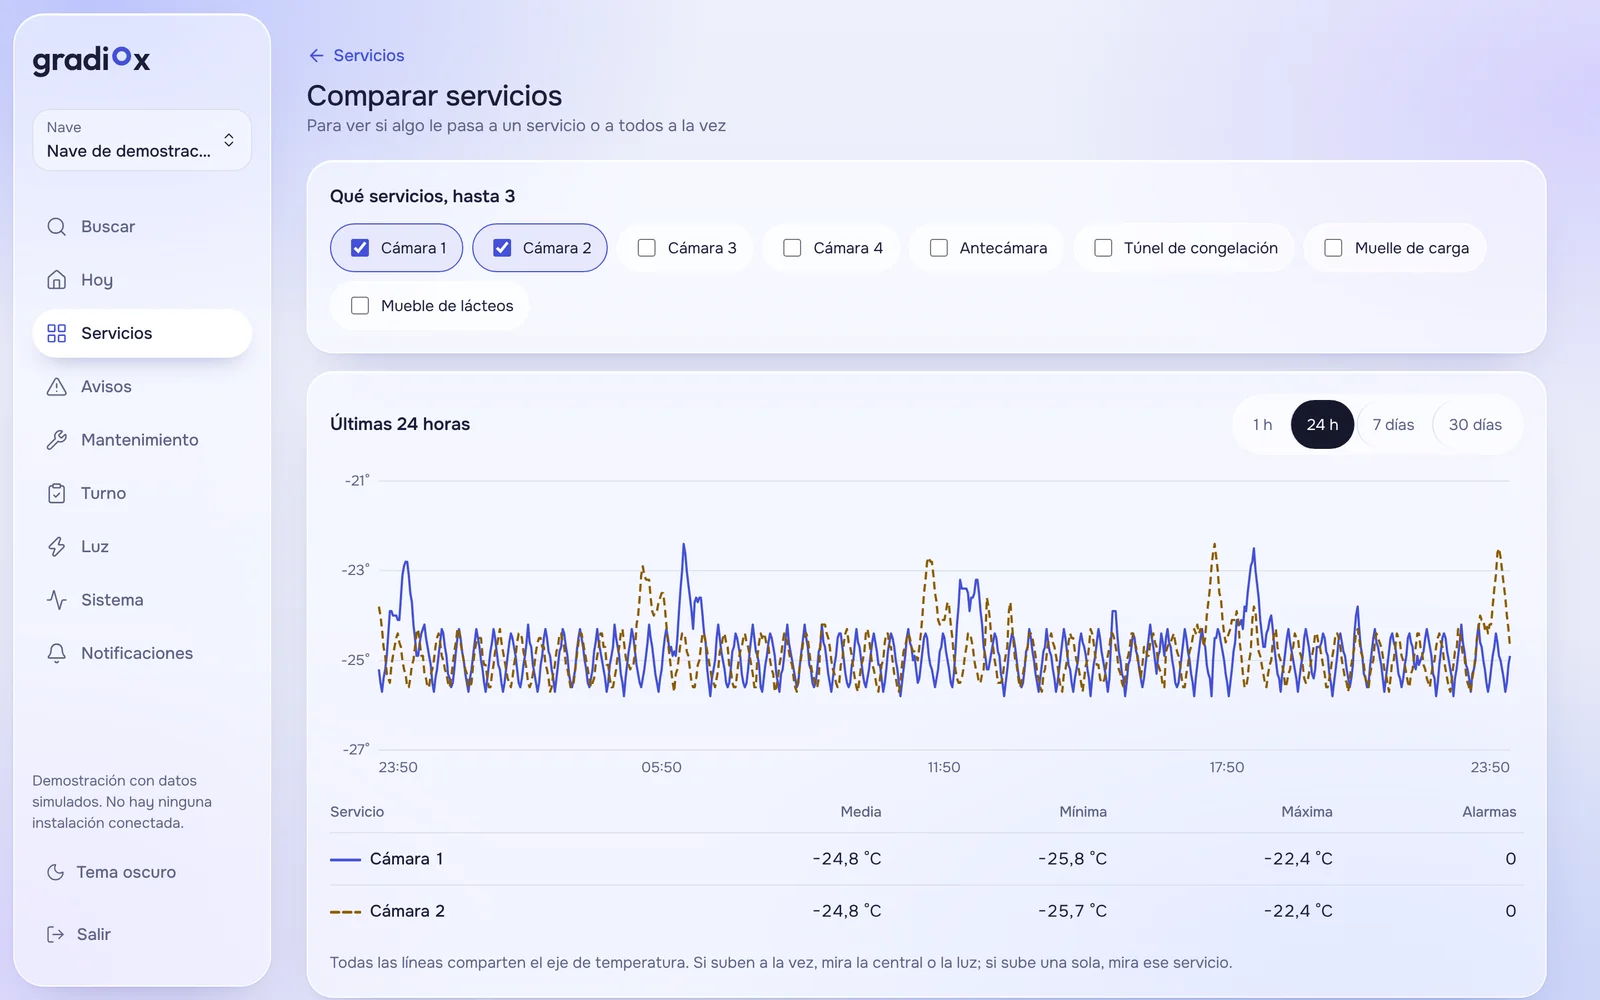 gradiox
Nave
Nave de demostrac...
Buscar
Hoy
Servicios
Avisos
Mantenimiento
Turno
Luz
Sistema
Notificaciones
Demostración con datos
simulados. No hay ninguna
instalación conectada.
Tema oscuro
Salir
Servicios
Comparar servicios
Para ver si algo le pasa a un servicio o a todos a la vez
Qué servicios, hasta 3
Cámara 1
Cámara 2
Cámara 3
Cámara 4
Antecámara
Túnel de congelación
Muelle de carga
Mueble de lácteos
Últimas 24 horas
1 h
24 h
7 días
30 días
-21°
-23°
-25°
-27°
23:50
05:50
11:50
17:50
23:50
Servicio Media Mínima Máxima Alarmas
Cámara 1 -24,8 °C -25,8 °C -22,4 °C 0
Cámara 2 -24,8 °C -25,7 °C -22,4 °C 0
Todas las líneas comparten el eje de temperatura. Si suben a la vez, mira la central o la luz; si sube una sola, mira ese servicio.